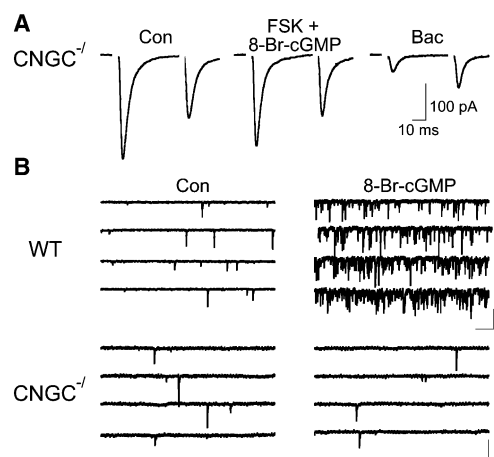 A
Con
FSK +
8-Br-cGMP
Bac
CNGC-/-
100 pA
10 ms
B
Con
8-Br-cGMP
WT
CNGC-/-